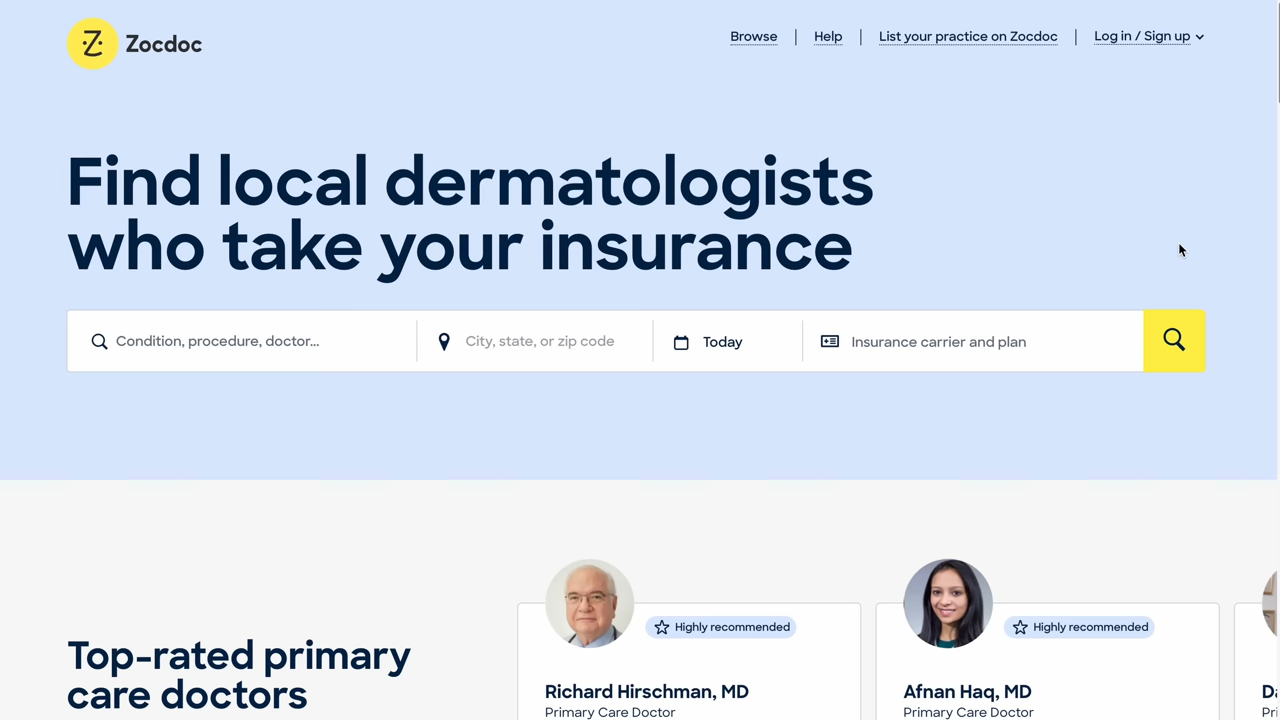 Zocdoc
Browse
Help
List your practice on Zocdoc
Log in / Sign up
Find local dermatologists
who take your insurance
Condition, procedure, doctor...
City, state, or zip code
Today
Insurance carrier and plan
Top-rated primary
care doctors
Highly recommended
Richard Hirschman, MD
Primary Care Doctor
Highly recommended
Afnan Haq, MD
Primary Care Doctor